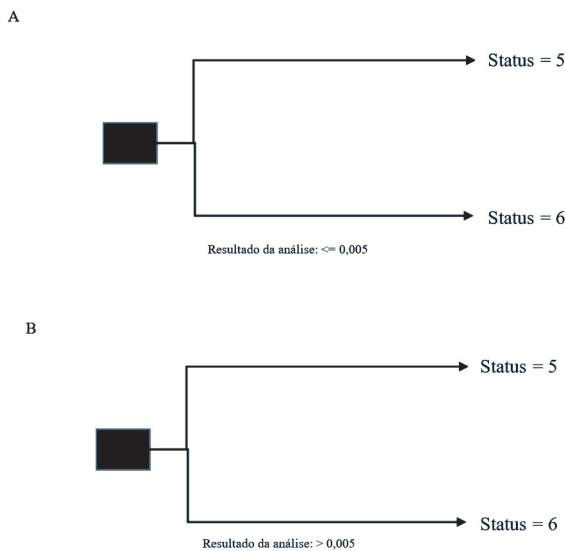 A
Status = 5
Status = 6
Resultado da análise: <= 0,005
B
Status = 5
Status = 6
Resultado da análise: > 0,005